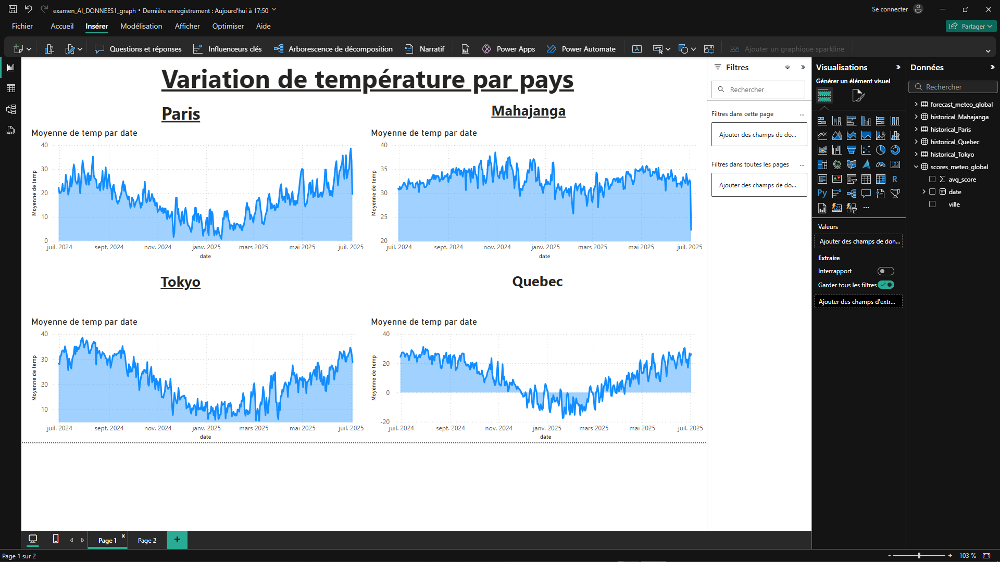 examen_AI_DONNEES1_graph • Dernière enregistrement : Aujourd'hui à 17:50
Se connecter
Fichier Accueil Insérer Modélisation Afficher Optimiser Aide
Partager
Questions et réponses Influenceurs clés Arborescence de décomposition Narratif Power Apps Power Automate Ajouter un graphique sparkline
Variation de température par pays
Paris
Moyenne de temp par date
Moyenne de temp
40
30
20
10
0
juil. 2024 sept. 2024 nov. 2024 janv. 2025 mars 2025 mai 2025 juil. 2025
date
Mahajanga
Moyenne de temp par date
Moyenne de temp
40
35
30
25
20
juil. 2024 sept. 2024 nov. 2024 janv. 2025 mars 2025 mai 2025 juil. 2025
date
Tokyo
Moyenne de temp par date
Moyenne de temp
40
30
20
10
juil. 2024 sept. 2024 nov. 2024 janv. 2025 mars 2025 mai 2025 juil. 2025
date
Quebec
Moyenne de temp par date
Moyenne de temp
40
20
0
-20
juil. 2024 sept. 2024 nov. 2024 janv. 2025 mars 2025 mai 2025 juil. 2025
date
Filtres
Rechercher
Filtres dans cette page ...
Ajouter des champs de do...
Filtres dans toutes les pages ...
Ajouter des champs de do...
Visualisations
Générer un élément visuel
123
R
Py
123
...
Valeurs
Ajouter des champs de don...
Extraire
Interrapport
Garder tous les filtres
Ajouter des champs d'extr...
Données
Rechercher
forecast_meteo_global
historical_Mahajanga
historical_Paris
historical_Quebec
historical_Tokyo
scores_meteo_global
∑ avg_score
date
ville
DAX
Page 1 x
Page 2
+
Page 1 sur 2
- + 103 %